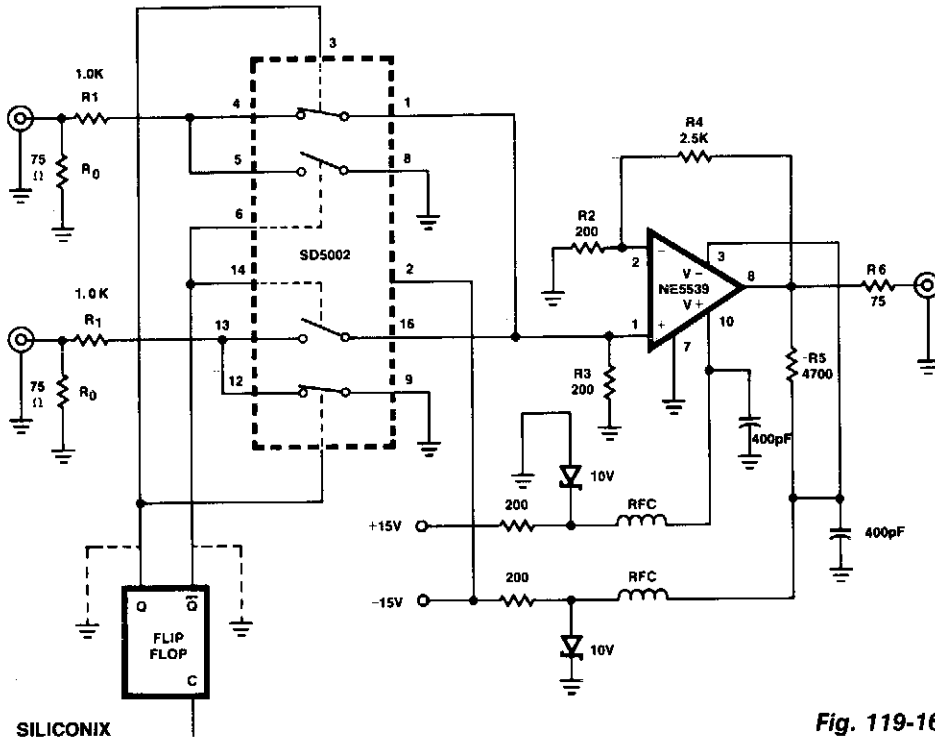 3
1.0K
R1
4
1
75
Ω
R0
5
8
R4
2.5K
6
SD5002
R2
200
2
3
V-
NE5539
V+
8
R6
75
14
2
10
1.0K
R1
13
16
1
7
75
Ω
R0
12
9
R3
200
-R5
4700
400pF
10V
+15V
200
RFC
400pF
-15V
200
RFC
10V
Q
Q̅
FLIP
FLOP
C
SILICONIX
Fig. 119-16